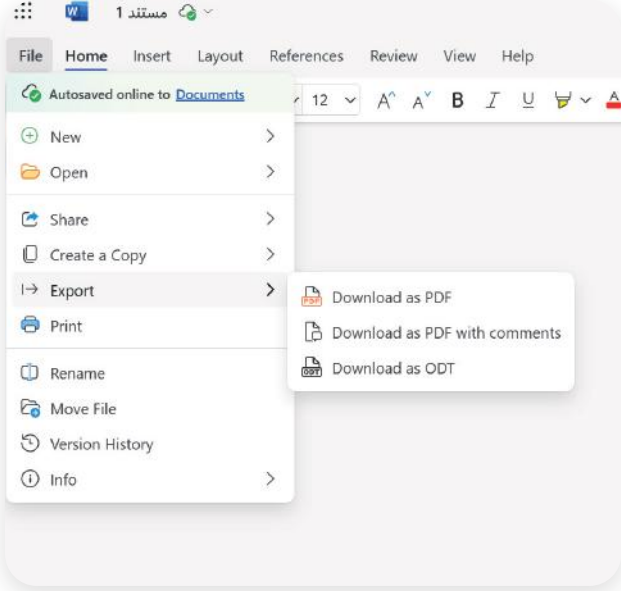 W مستند 1
File Home Insert Layout References Review View Help
Autosaved online to Documents
12 A A B I U A
New
Open
Share
Create a Copy
Export
Download as PDF
Print
Download as PDF with comments
Download as ODT
Rename
Move File
Version History
Info